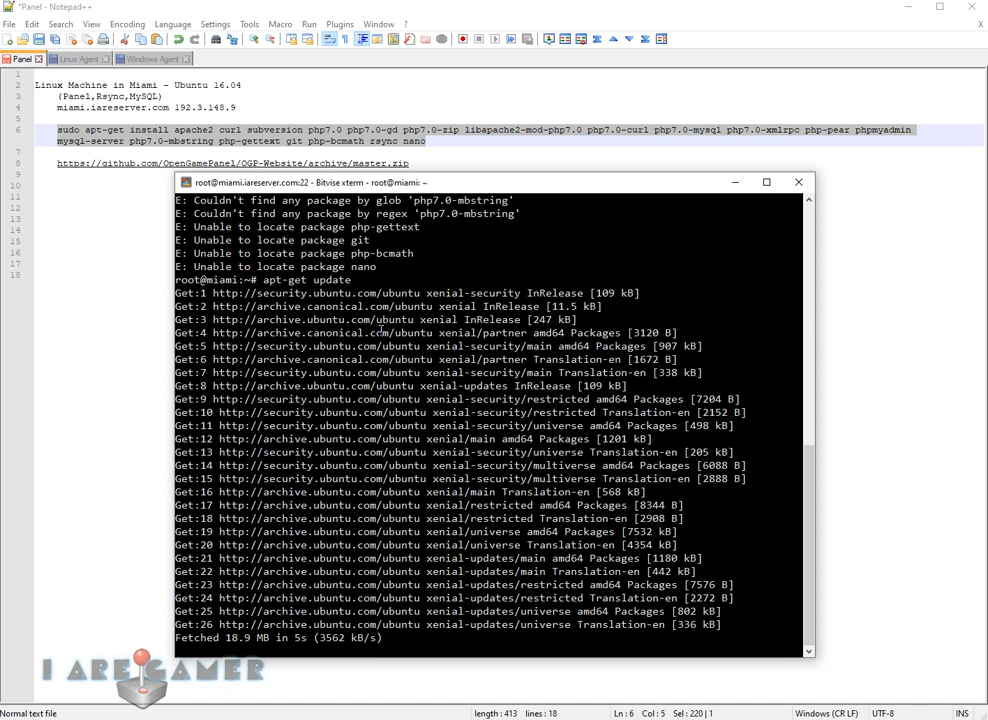 *Panel - Notepad++
File Edit Search View Encoding Language Settings Tools Macro Run Plugins Window ?
X
Panel Linux Agent Windows Agent
1
2 Linux Machine in Miami - Ubuntu 16.04
3 (Panel,Rsync,MySQL)
4 miami.iareserver.com 192.3.148.9
5
6 sudo apt-get install apache2 curl subversion php7.0 php7.0-gd php7.0-zip libapache2-mod-php7.0 php7.0-curl php7.0-mysql php7.0-xmlrpc php-pear phpmyadmin
mysql-server php7.0-mbstring php-gettext git php-bcmath rsync nano
7
8 https://github.com/OpenGamePanel/OGP-Website/archive/master.zip
9
10
11
12
13
14
15
16
17
18
root@miami.iareserver.com:22 - Bitvise xterm - root@miami: ~
E: Couldn't find any package by glob 'php7.0-mbstring'
E: Couldn't find any package by regex 'php7.0-mbstring'
E: Unable to locate package php-gettext
E: Unable to locate package git
E: Unable to locate package php-bcmath
E: Unable to locate package nano
root@miami:~# apt-get update
Get:1 http://security.ubuntu.com/ubuntu xenial-security InRelease [109 kB]
Get:2 http://archive.canonical.com/ubuntu xenial InRelease [11.5 kB]
Get:3 http://archive.ubuntu.com/ubuntu xenial InRelease [247 kB]
Get:4 http://archive.canonical.com/ubuntu xenial/partner amd64 Packages [3120 B]
Get:5 http://security.ubuntu.com/ubuntu xenial-security/main amd64 Packages [907 kB]
Get:6 http://archive.canonical.com/ubuntu xenial/partner Translation-en [1672 B]
Get:7 http://security.ubuntu.com/ubuntu xenial-security/main Translation-en [338 kB]
Get:8 http://archive.ubuntu.com/ubuntu xenial-updates InRelease [109 kB]
Get:9 http://security.ubuntu.com/ubuntu xenial-security/restricted amd64 Packages [7204 B]
Get:10 http://security.ubuntu.com/ubuntu xenial-security/restricted Translation-en [2152 B]
Get:11 http://security.ubuntu.com/ubuntu xenial-security/universe amd64 Packages [498 kB]
Get:12 http://archive.ubuntu.com/ubuntu xenial/main amd64 Packages [1201 kB]
Get:13 http://security.ubuntu.com/ubuntu xenial-security/universe Translation-en [205 kB]
Get:14 http://security.ubuntu.com/ubuntu xenial-security/multiverse amd64 Packages [6088 B]
Get:15 http://security.ubuntu.com/ubuntu xenial-security/multiverse Translation-en [2888 B]
Get:16 http://archive.ubuntu.com/ubuntu xenial/main Translation-en [568 kB]
Get:17 http://archive.ubuntu.com/ubuntu xenial/restricted amd64 Packages [8344 B]
Get:18 http://archive.ubuntu.com/ubuntu xenial/restricted Translation-en [2908 B]
Get:19 http://archive.ubuntu.com/ubuntu xenial/universe amd64 Packages [7532 kB]
Get:20 http://archive.ubuntu.com/ubuntu xenial/universe Translation-en [4354 kB]
Get:21 http://archive.ubuntu.com/ubuntu xenial-updates/main amd64 Packages [1180 kB]
Get:22 http://archive.ubuntu.com/ubuntu xenial-updates/main Translation-en [442 kB]
Get:23 http://archive.ubuntu.com/ubuntu xenial-updates/restricted amd64 Packages [7576 B]
Get:24 http://archive.ubuntu.com/ubuntu xenial-updates/restricted Translation-en [2272 B]
Get:25 http://archive.ubuntu.com/ubuntu xenial-updates/universe amd64 Packages [802 kB]
Get:26 http://archive.ubuntu.com/ubuntu xenial-updates/universe Translation-en [336 kB]
Fetched 18.9 MB in 5s (3562 kB/s)
I ARE GAMER
Normal text file length : 413 lines : 18 Ln : 6 Col : 5 Sel : 220 | 1 Windows (CR LF) UTF-8 INS